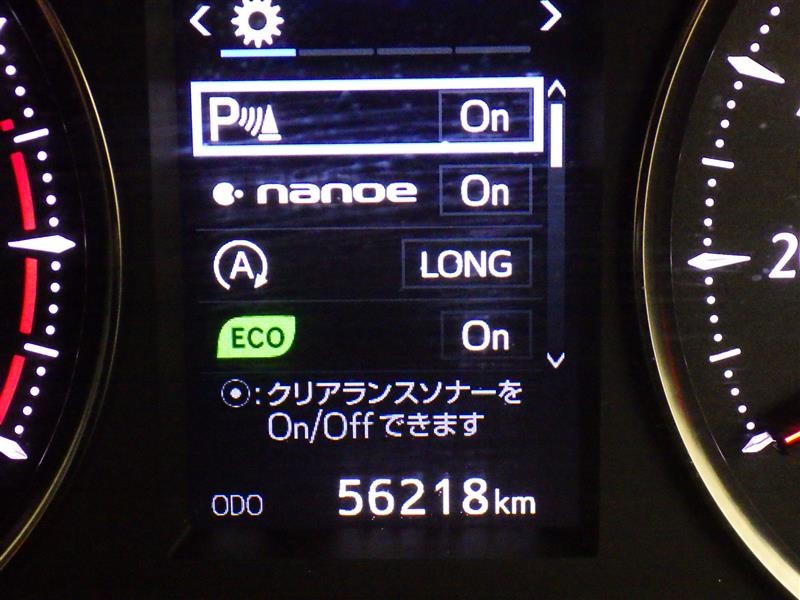 P On
nanoe On
A LONG
ECO On
⦿:クリアランスソナーを
On/Offできます
ODO 56218km